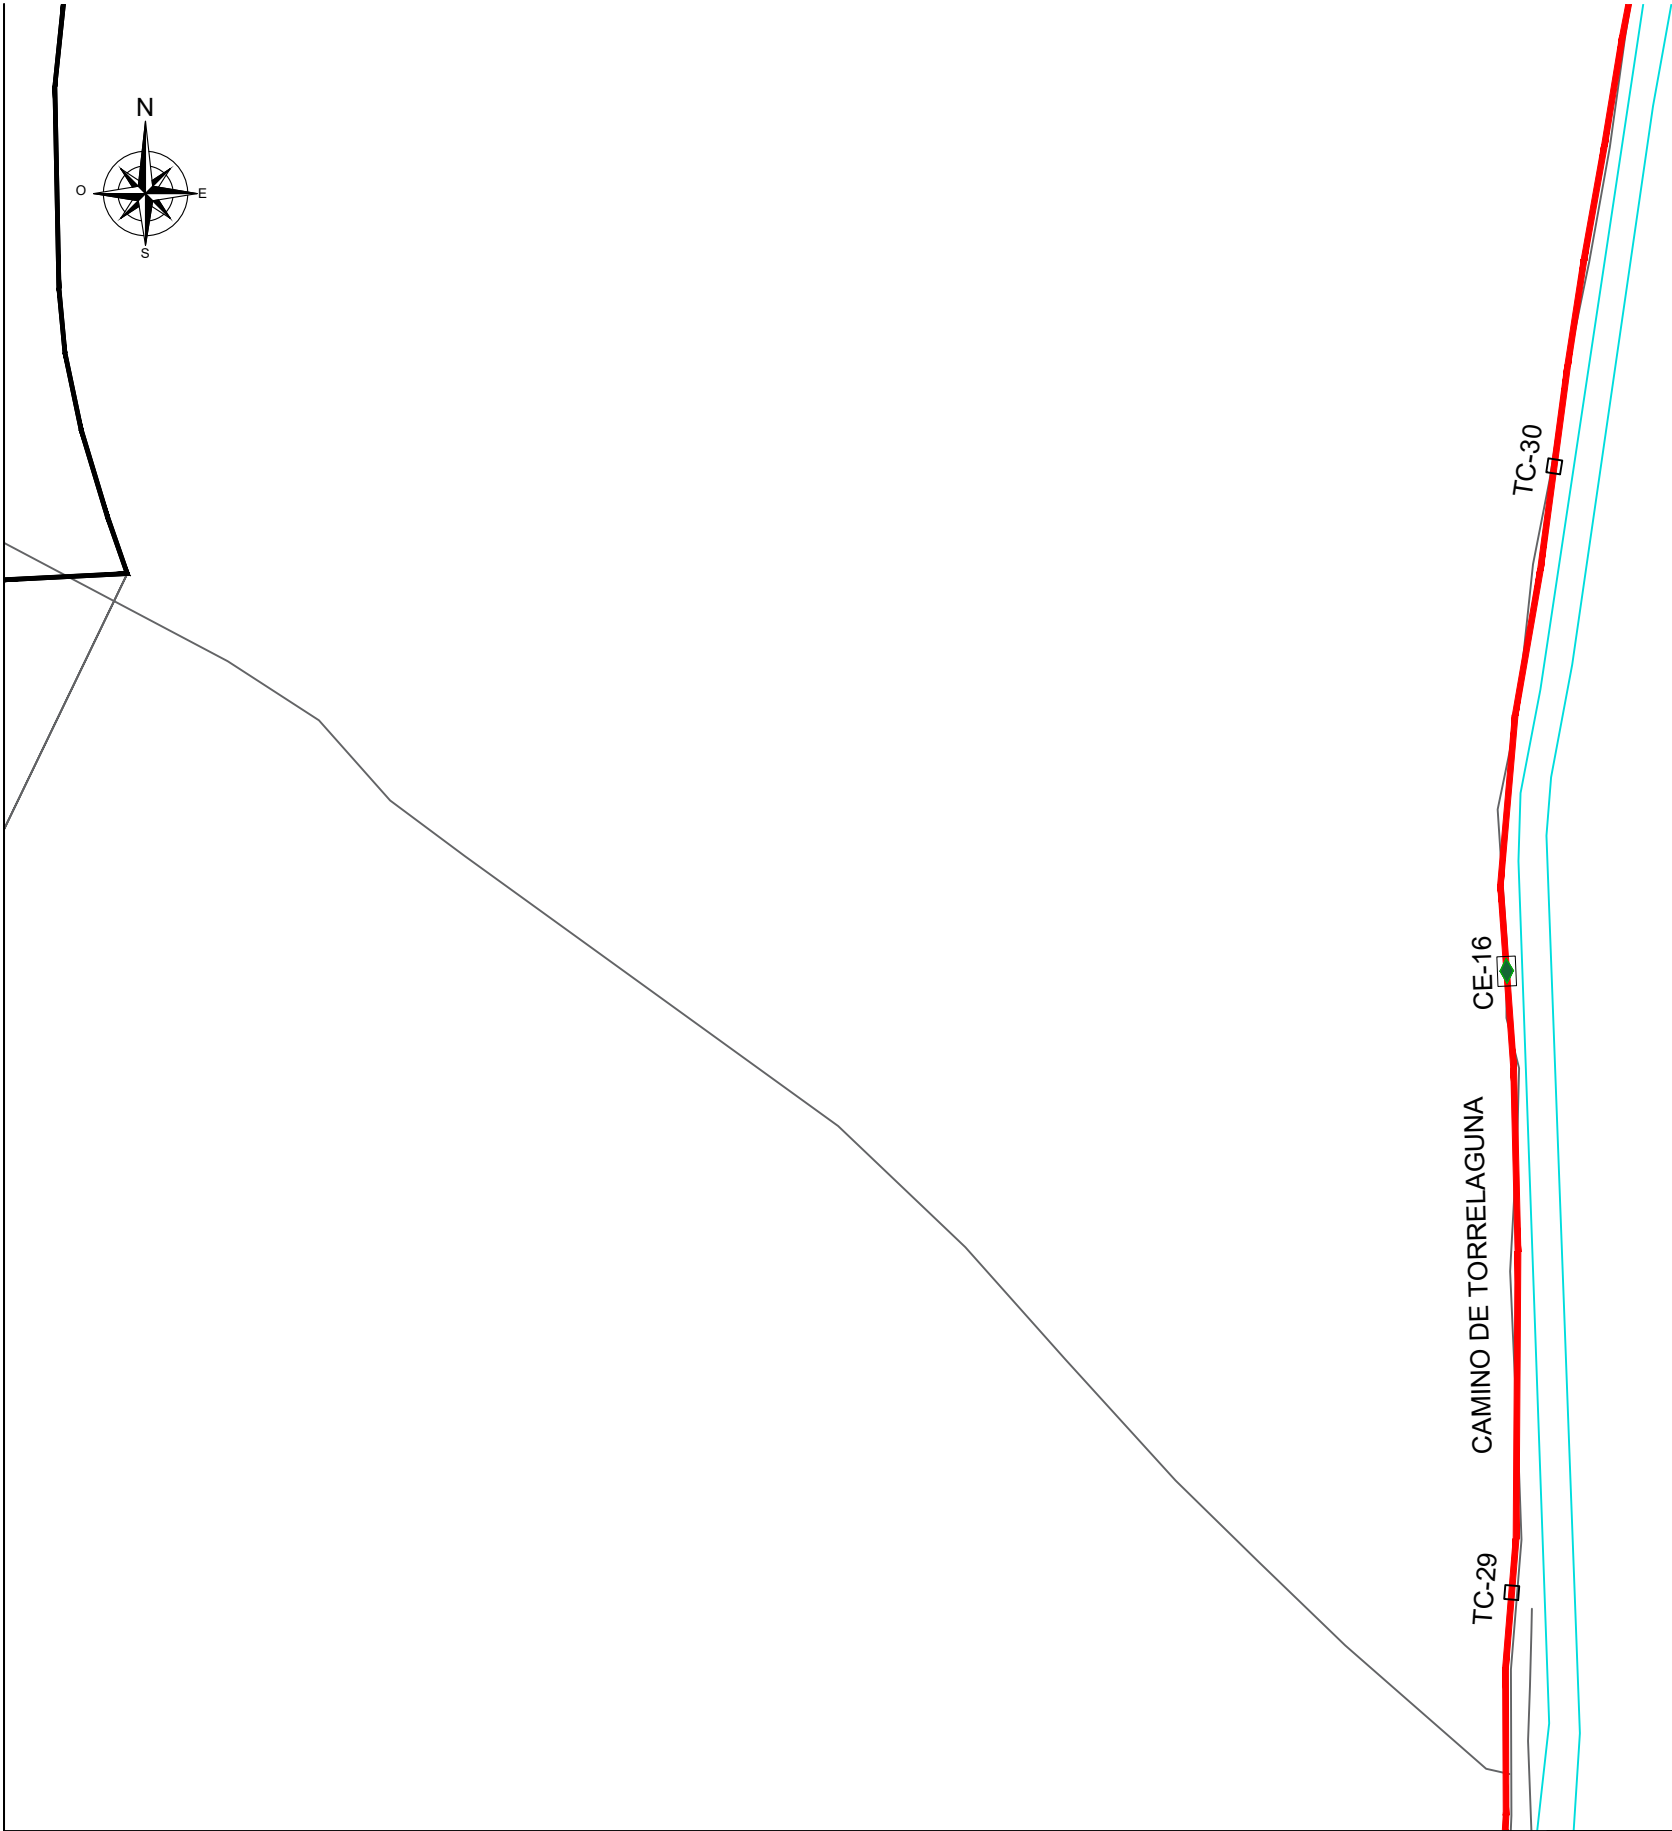 N
O
E
S
TC-30
CE-16
CAMINO DE TORRELAGUNA
TC-29